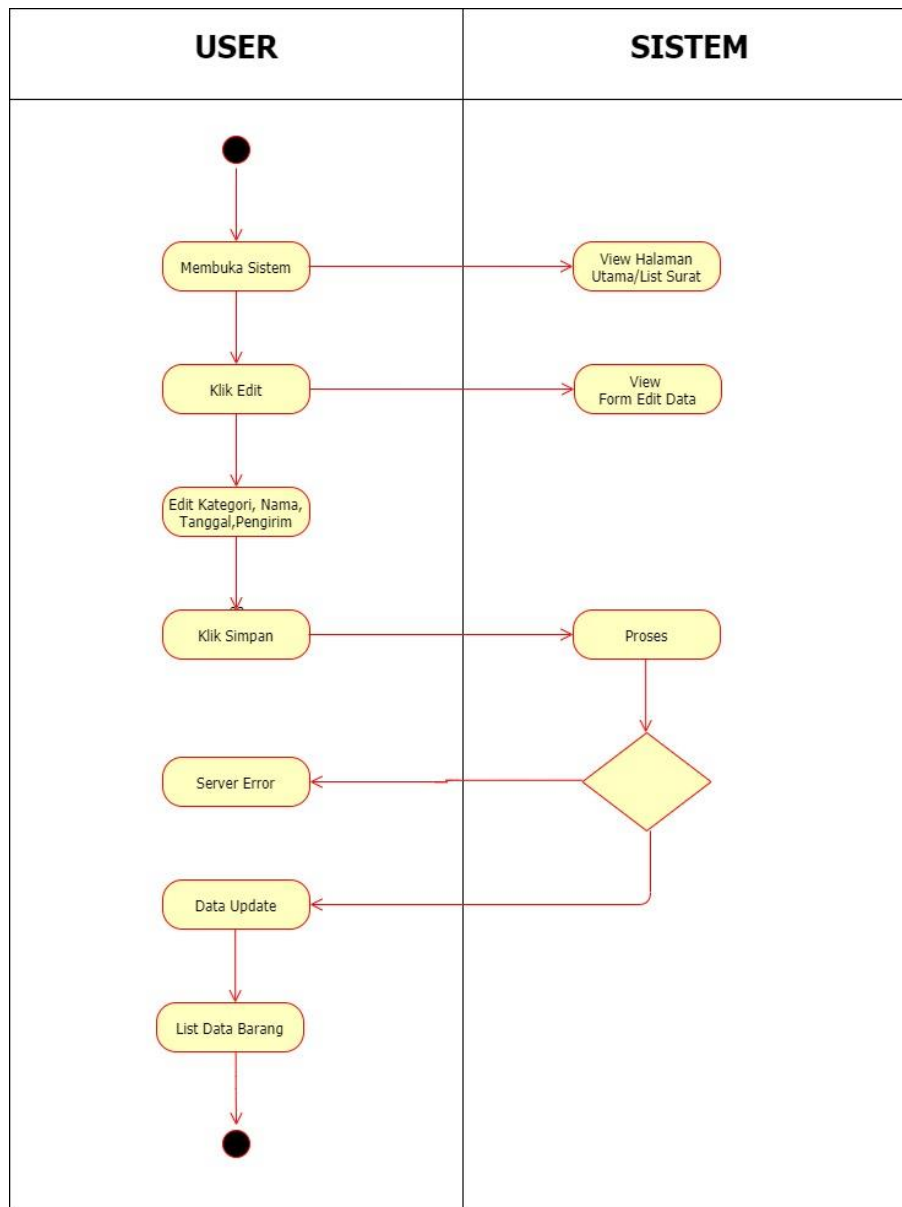 USER
SISTEM
Membuka Sistem
View Halaman
Utama/List Surat
Klik Edit
View
Form Edit Data
Edit Kategori, Nama,
Tanggal,Pengirim
Klik Simpan
Proses
Server Error
Data Update
List Data Barang